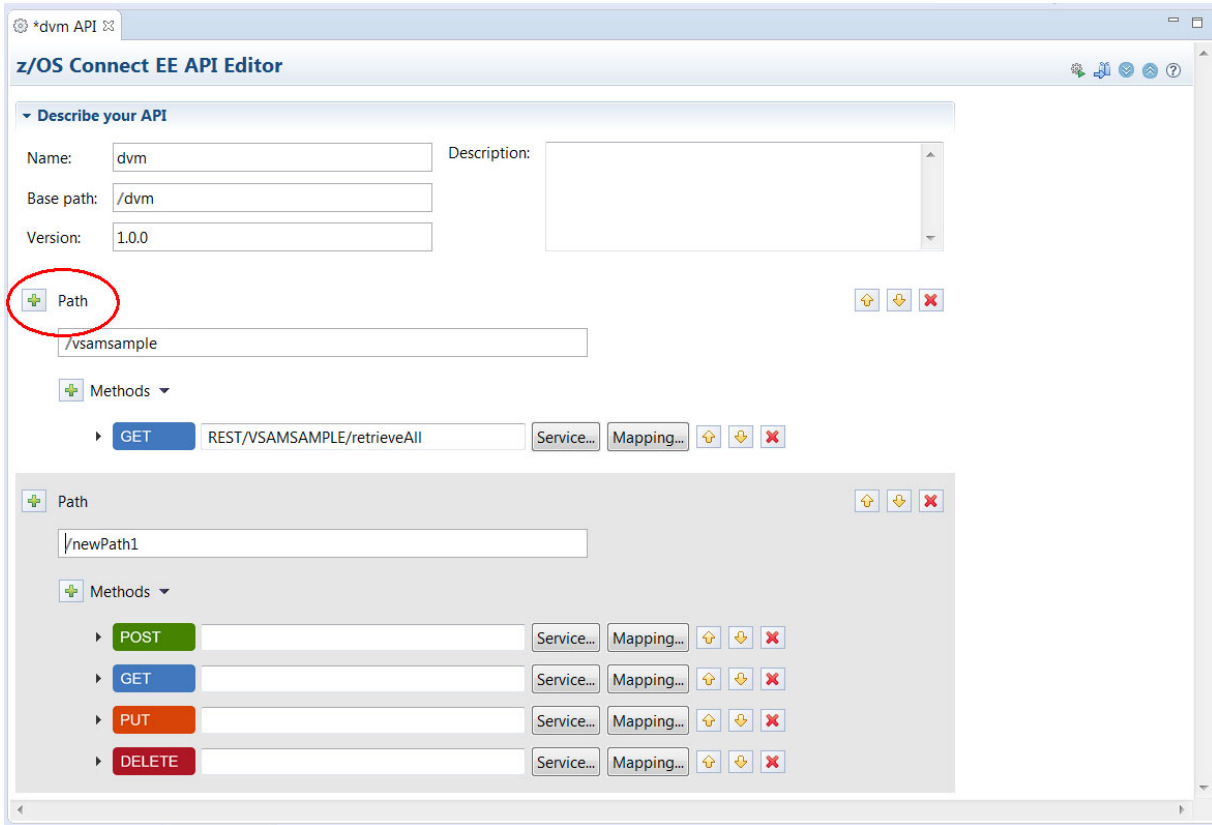 *dvm API
z/OS Connect EE API Editor
Describe your API
Name: dvm
Description:
Base path: /dvm
Version: 1.0.0
Path
/vsamsample
Methods
GET REST/VSAMSAMPLE/retrieveAll Service... Mapping...
Path
/newPath1
Methods
POST Service... Mapping...
GET Service... Mapping...
PUT Service... Mapping...
DELETE Service... Mapping...